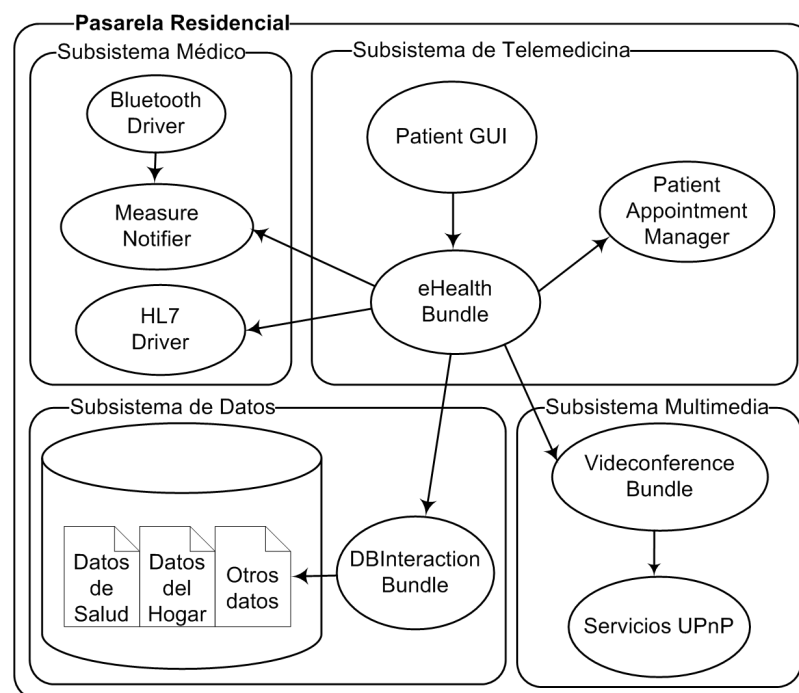 Pasarela Residencial
Subsistema Médico
Bluetooth
Driver
Measure
Notifier
HL7
Driver
Subsistema de Telemedicina
Patient GUI
Patient
Appointment
Manager
eHealth
Bundle
Subsistema de Datos
Datos
de
Salud
Datos
del
Hogar
Otros
datos
DBInteraction
Bundle
Subsistema Multimedia
Videconference
Bundle
Servicios UPnP